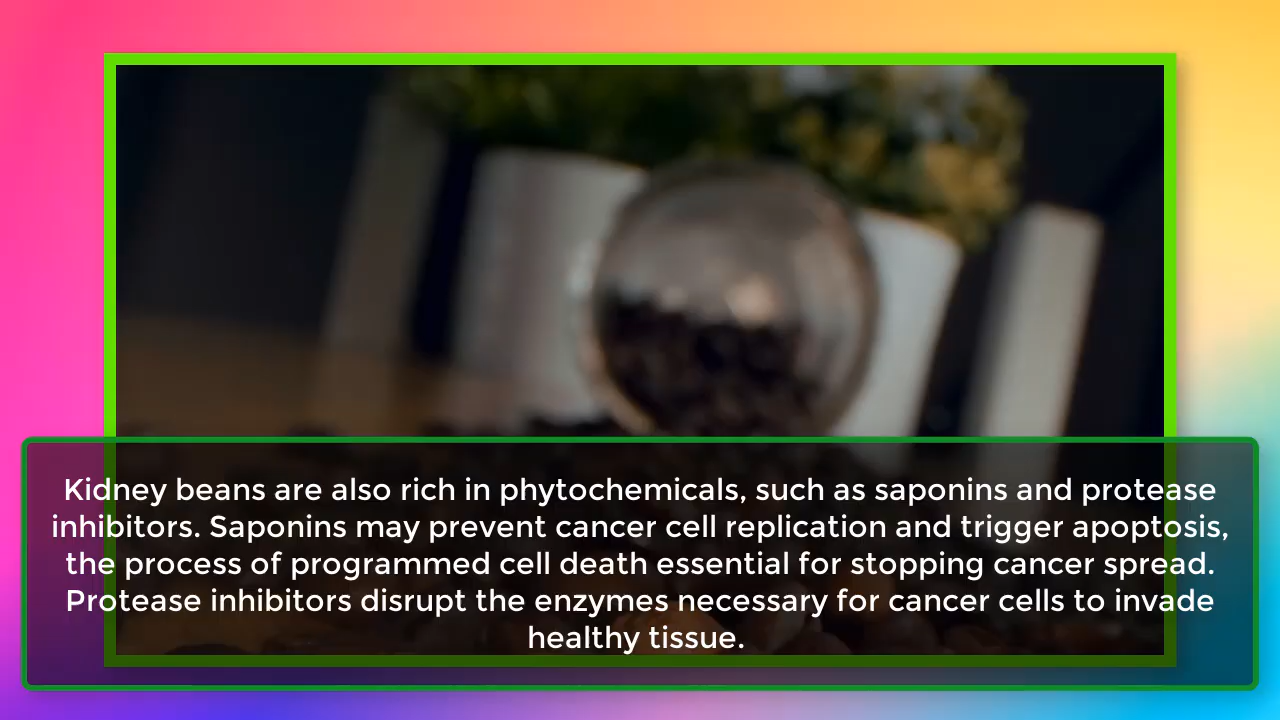 Kidney beans are also rich in phytochemicals, such as saponins and protease
inhibitors. Saponins may prevent cancer cell replication and trigger apoptosis,
the process of programmed cell death essential for stopping cancer spread.
Protease inhibitors disrupt the enzymes necessary for cancer cells to invade
healthy tissue.